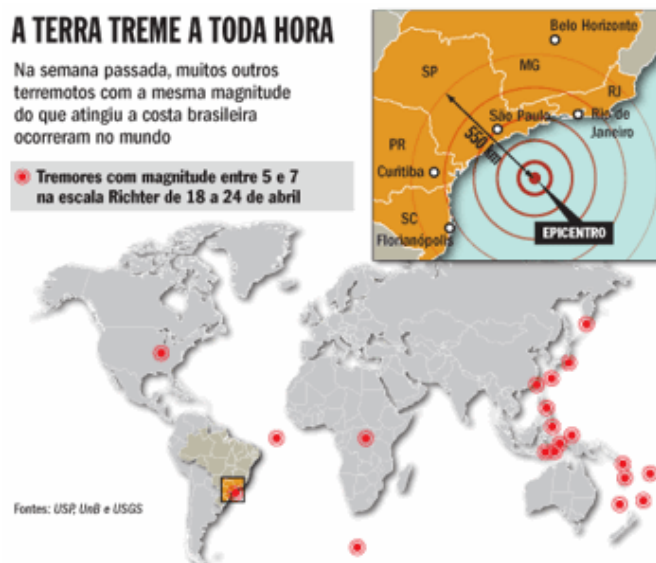 A TERRA TREME A TODA HORA
Na semana passada, muitos outros
terremotos com a mesma magnitude
do que atingiu a costa brasileira
ocorreram no mundo
Tremores com magnitude entre 5 e 7
na escala Richter de 18 a 24 de abril
Belo Horizonte
SP
MG
RJ
São Paulo
Rio de
Janeiro
PR
550 km
Curitiba
SC
Florianópolis
EPICENTRO
Fontes: USP, UnB e USGS